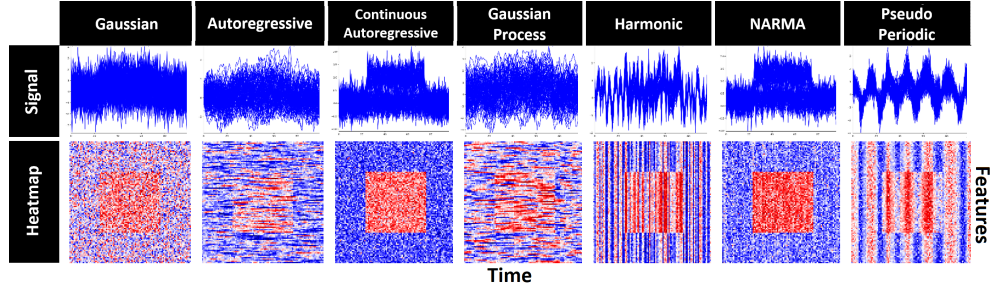 Gaussian
Autoregressive
Continuous
Autoregressive
Gaussian
Process
Harmonic
NARMA
Pseudo
Periodic
Signal
Heatmap
Features
Time